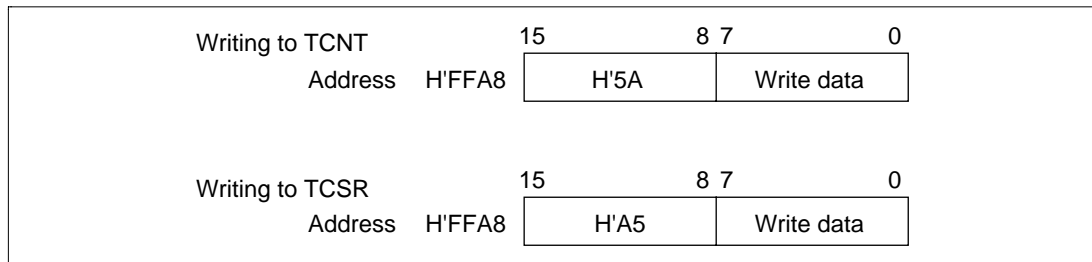 Writing to TCNT
15 8 7 0
Address H'FFA8 H'5A Write data
Writing to TCSR
15 8 7 0
Address H'FFA8 H'A5 Write data